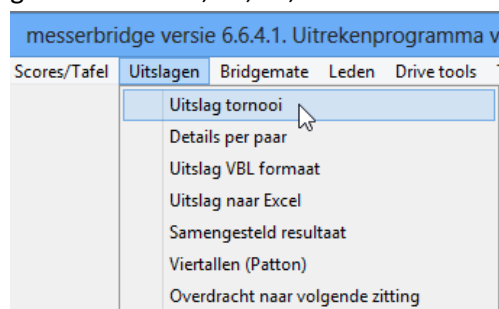 messerbridge versie 6.6.4.1. Uitrekenprogramma
Scores/Tafel Uitslagen Bridgemate Leden Drive tools
Uitslag tornooi
Details per paar
Uitslag VBL formaat
Uitslag naar Excel
Samengesteld resultaat
Viertallen (Patton)
Overdracht naar volgende zitting